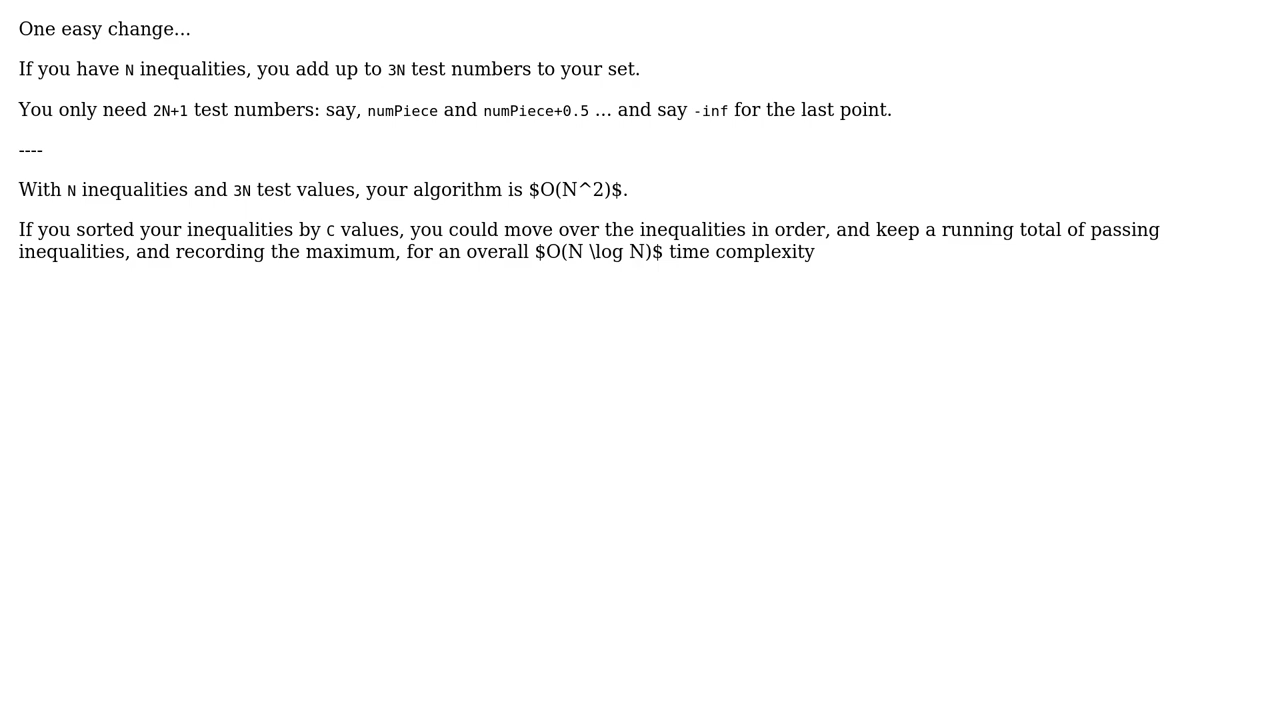 One easy change...
If you have N inequalities, you add up to 3N test numbers to your set.
You only need 2N+1 test numbers: say, numPiece and numPiece+0.5 ... and say -inf for the last point.
----
With N inequalities and 3N test values, your algorithm is $O(N^2)$.
If you sorted your inequalities by C values, you could move over the inequalities in order, and keep a running total of passing
inequalities, and recording the maximum, for an overall $O(N \log N)$ time complexity